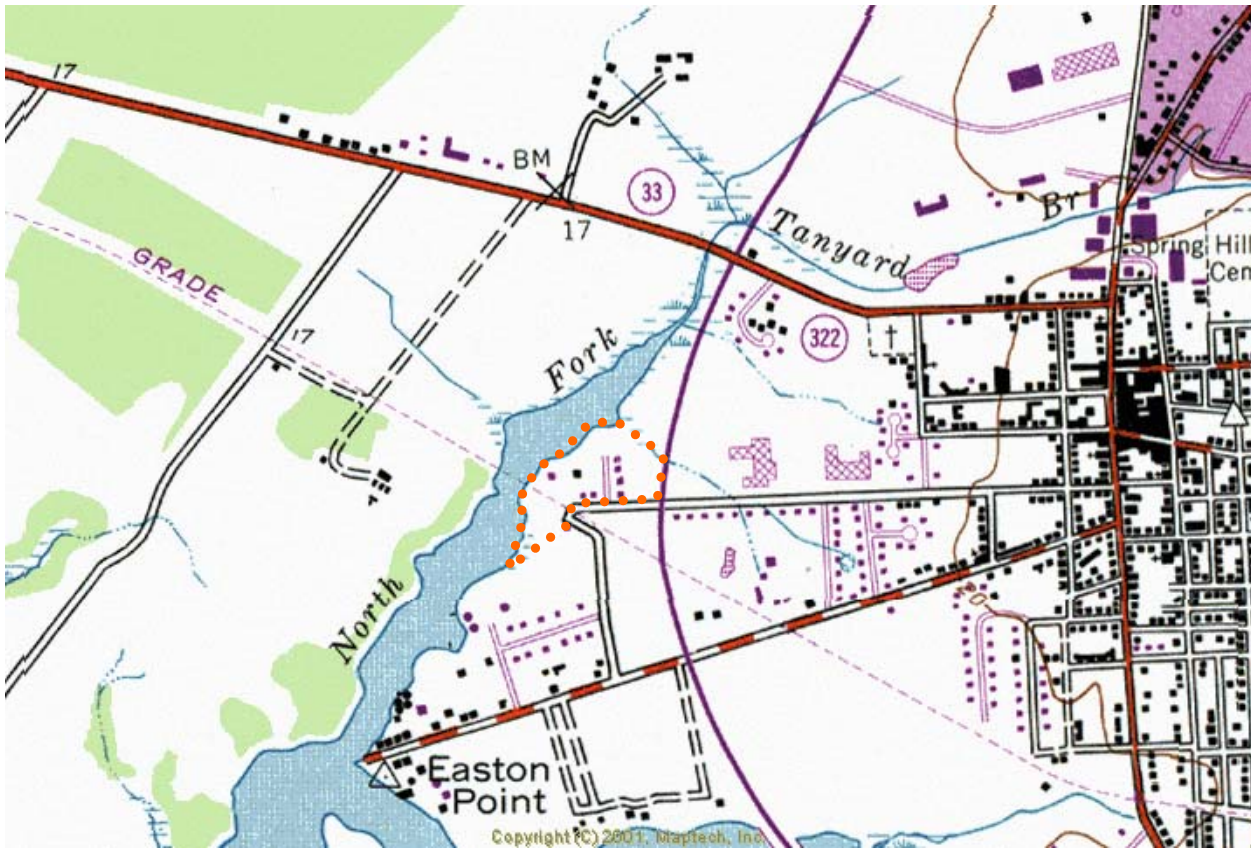 17
BM
33
17
Tanyard
Br
Spring Hill
Cen
GRADE
17
Fork
322
North
Easton
Point
Copyright (C) 2001, Maptech, Inc.